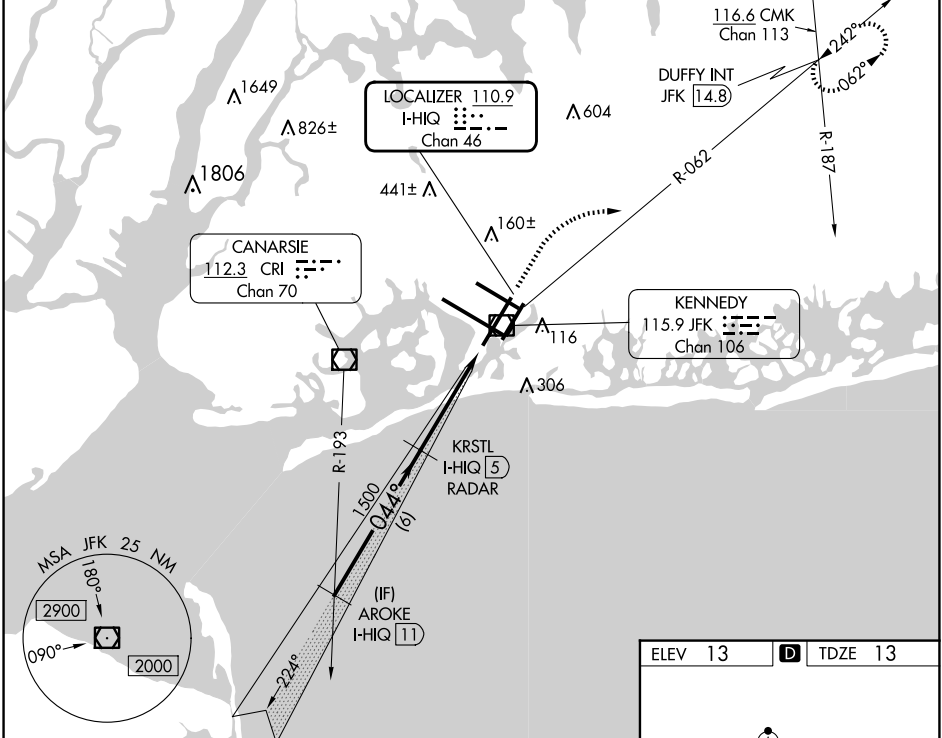 116.6 CMK
Chan 113
242°
062°
DUFFY INT
JFK 14.8
R-187
R-062
1649
826±
1806
LOCALIZER 110.9
I-HIQ
Chan 46
604
441±
160±
CANARSIE
112.3 CRI
Chan 70
KENNEDY
115.9 JFK
Chan 106
116
306
R-193
KRSTL
I-HIQ 5
RADAR
1500
044°
(6)
(IF)
AROKE
I-HIQ 11
224°
MSA JFK 25 NM
180°
2900
090°
2000
ELEV 13 D TDZE 13